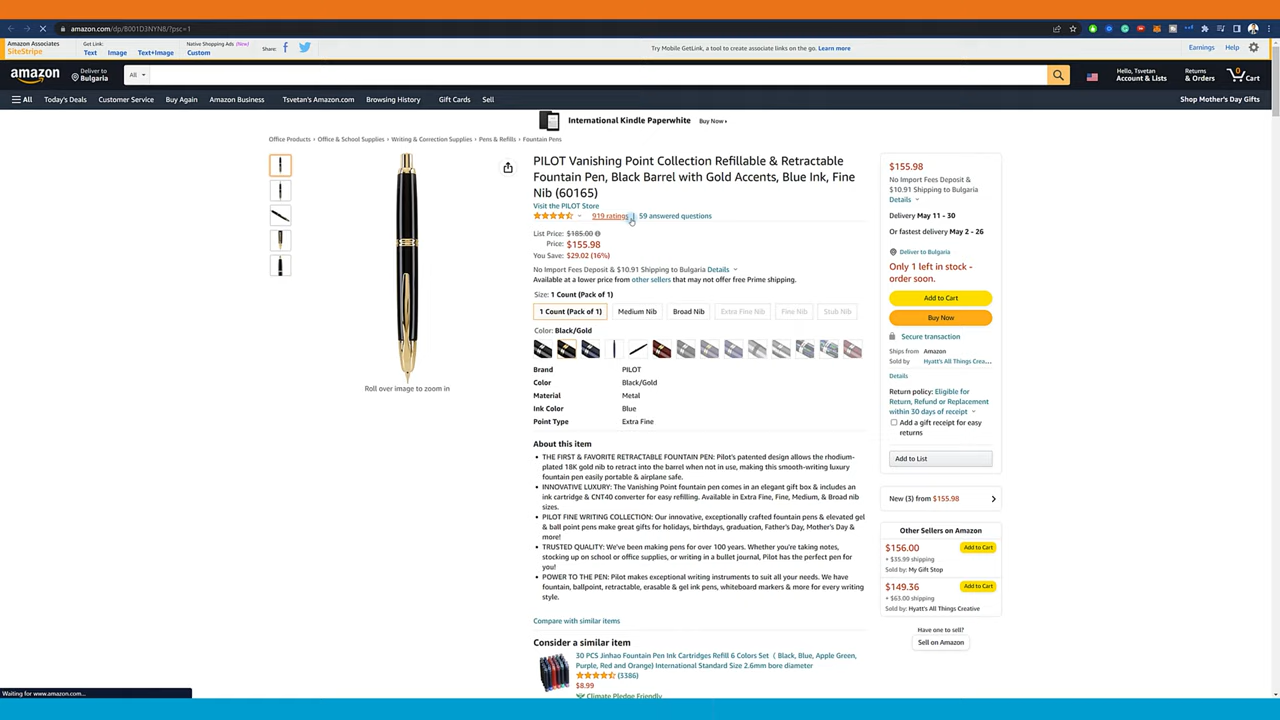 amazon.com/dp/B001D3NYN8/?psc=1
Amazon Associates
SiteStripe
Get Link:
Text
Image
Text+Image
Native Shopping Ads (New)
Custom
Share:
Try Mobile GetLink, a tool to create associate links on the go. Learn more
Earnings
Help
amazon
Deliver to
Bulgaria
All
Hello, Tsvetan
Account & Lists
Returns
& Orders
0
Cart
All
Today's Deals
Customer Service
Buy Again
Amazon Business
Tsvetan's Amazon.com
Browsing History
Gift Cards
Sell
Shop Mother's Day Gifts
International Kindle Paperwhite
Buy Now ›
Office Products › Office & School Supplies › Writing & Correction Supplies › Pens & Refills › Fountain Pens
PILOT Vanishing Point Collection Refillable & Retractable
Fountain Pen, Black Barrel with Gold Accents, Blue Ink, Fine
Nib (60165)
Visit the PILOT Store
919 ratings | 59 answered questions
List Price: $185.00
Price: $155.98
You Save: $29.02 (16%)
No Import Fees Deposit & $10.91 Shipping to Bulgaria Details
Available at a lower price from other sellers that may not offer free Prime shipping.
Size: 1 Count (Pack of 1)
1 Count (Pack of 1)
Medium Nib
Broad Nib
Extra Fine Nib
Fine Nib
Stub Nib
Color: Black/Gold
Brand PILOT
Color Black/Gold
Material Metal
Ink Color Blue
Point Type Extra Fine
About this item
• THE FIRST & FAVORITE RETRACTABLE FOUNTAIN PEN: Pilot's patented design allows the rhodium-
plated 18K gold nib to retract into the barrel when not in use, making this smooth-writing luxury
fountain pen easily portable & airplane safe.
• INNOVATIVE LUXURY: The Vanishing Point fountain pen comes in an elegant gift box & includes an
ink cartridge & CNT40 converter for easy refilling. Available in Extra Fine, Fine, Medium, & Broad nib
sizes.
• PILOT FINE WRITING COLLECTION: Our innovative, exceptionally crafted fountain pens & elevated gel
& ball point pens make great gifts for holidays, birthdays, graduation, Father's Day, Mother's Day &
more!
• TRUSTED QUALITY: We've been making pens for over 100 years. Whether you're taking notes,
stocking up on school or office supplies, or writing in a bullet journal, Pilot has the perfect pen for
you!
• POWER TO THE PEN: Pilot makes exceptional writing instruments to suit all your needs. We have
fountain, ballpoint, retractable, erasable & gel ink pens, whiteboard markers & more for every writing
style.
Compare with similar items
Consider a similar item
30 PCS Jinhao Fountain Pen Ink Cartridges Refill 6 Colors Set ( Black, Blue, Apple Green,
Purple, Red and Orange) International Standard Size 2.6mm bore diameter
(3386)
$8.99
Climate Pledge Friendly
Roll over image to zoom in
$155.98
No Import Fees Deposit &
$10.91 Shipping to Bulgaria
Details
Delivery May 11 - 30
Or fastest delivery May 2 - 26
Deliver to Bulgaria
Only 1 left in stock -
order soon.
Add to Cart
Buy Now
Secure transaction
Ships from Amazon
Sold by Hyatt's All Things Crea...
Details
Return policy: Eligible for
Return, Refund or Replacement
within 30 days of receipt
Add a gift receipt for easy
returns
Add to List
New (3) from $155.98
Other Sellers on Amazon
$156.00
Add to Cart
+ $35.99 shipping
Sold by: My Gift Stop
$149.36
Add to Cart
+ $63.00 shipping
Sold by: Hyatt's All Things Creative
Have one to sell?
Sell on Amazon
Waiting for www.amazon.com...